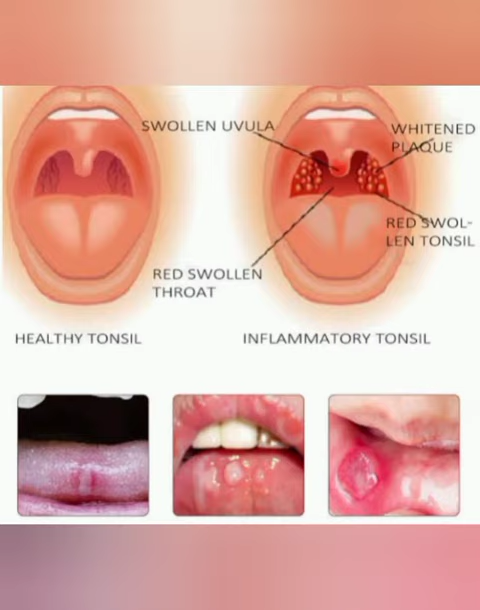 SWOLLEN UVULA
WHITENED
PLAQUE
RED SWOL-
LEN TONSIL
RED SWOLLEN
THROAT
HEALTHY TONSIL
INFLAMMATORY TONSIL